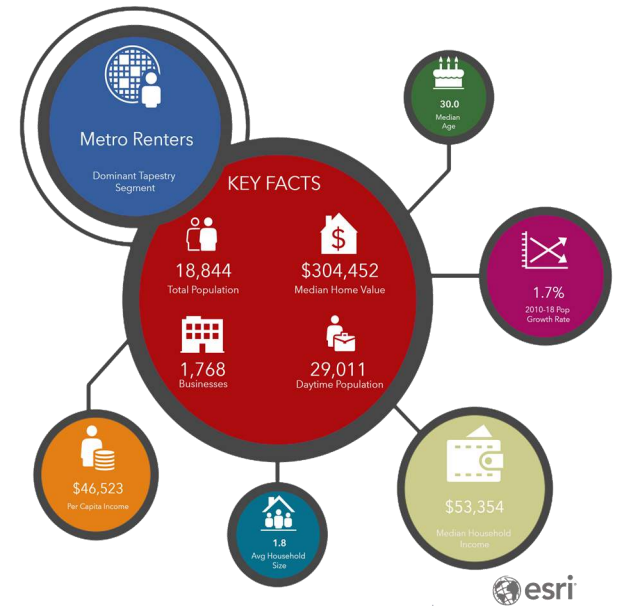 Metro Renters
Dominant Tapestry
Segment
30.0
Median
Age
KEY FACTS
$
18,844
Total Population
$304,452
Median Home Value
1.7%
2010-18 Pop
Growth Rate
1,768
Businesses
29,011
Daytime Population
$46,523
Per Capita Income
1.8
Avg Household
Size
$53,354
Median Household
Income
esri